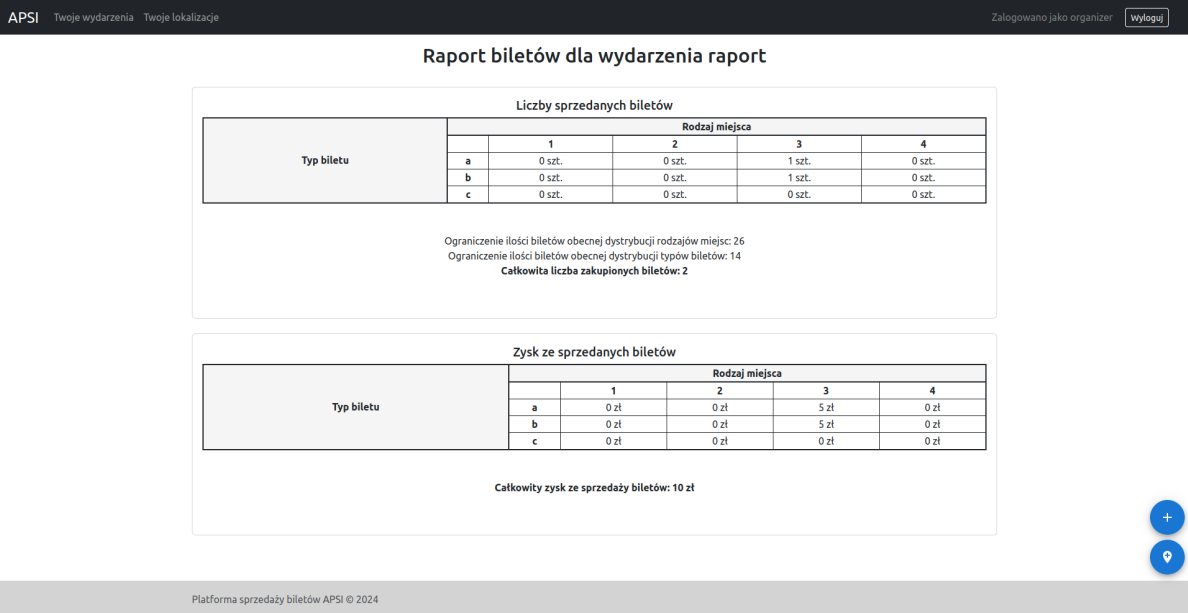 APSI Twoje wydarzenia Twoje lokalizacje Zalogowano jako organizer Wyloguj
Raport biletów dla wydarzenia raport
Liczby sprzedanych biletów
Rodzaj miejsca
1 2 3 4
Typ biletu
a 0 szt. 0 szt. 1 szt. 0 szt.
b 0 szt. 0 szt. 1 szt. 0 szt.
c 0 szt. 0 szt. 0 szt. 0 szt.
Ograniczenie ilości biletów obecnej dystrybucji rodzajów miejsc: 26
Ograniczenie ilości biletów obecnej dystrybucji typów biletów: 14
Całkowita liczba zakupionych biletów: 2
Zysk ze sprzedanych biletów
Rodzaj miejsca
1 2 3 4
Typ biletu
a 0 zł 0 zł 5 zł 0 zł
b 0 zł 0 zł 5 zł 0 zł
c 0 zł 0 zł 0 zł 0 zł
Całkowity zysk ze sprzedaży biletów: 10 zł
Platforma sprzedaży biletów APSI © 2024